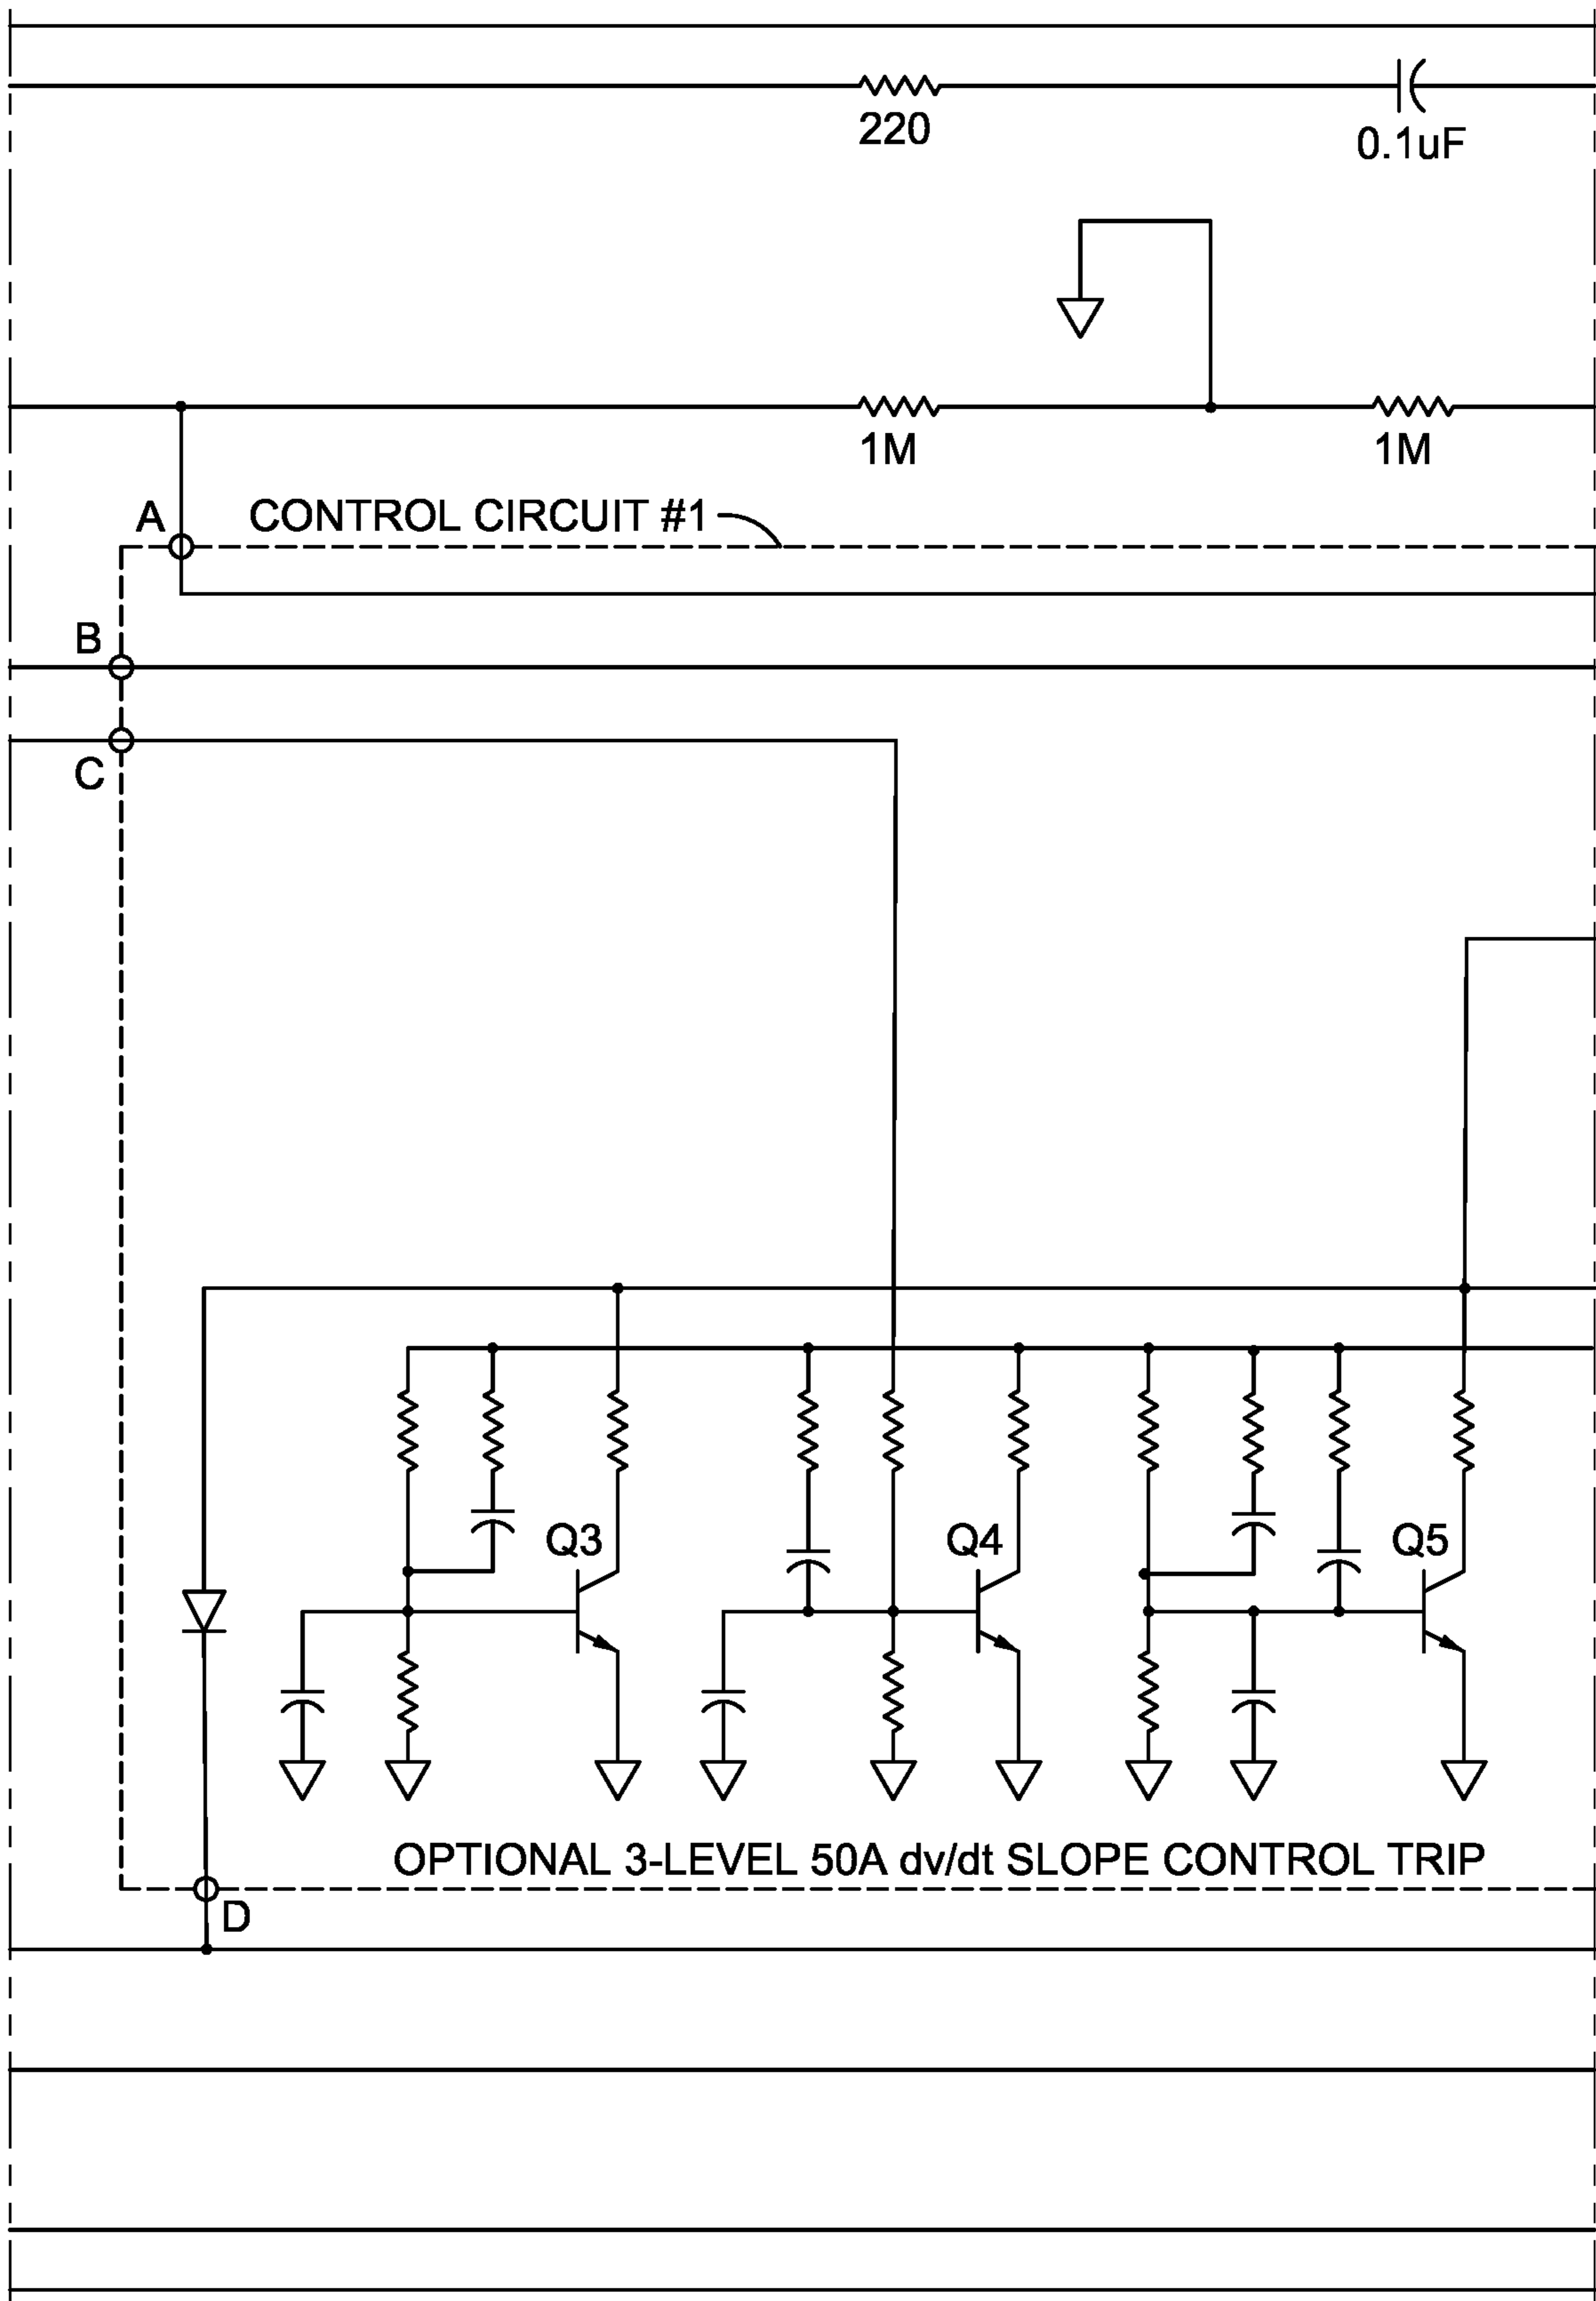 220
0.1uF
1M
1M
A
CONTROL CIRCUIT #1
B
C
Q3
Q4
Q5
OPTIONAL 3-LEVEL 50A dv/dt SLOPE CONTROL TRIP
D